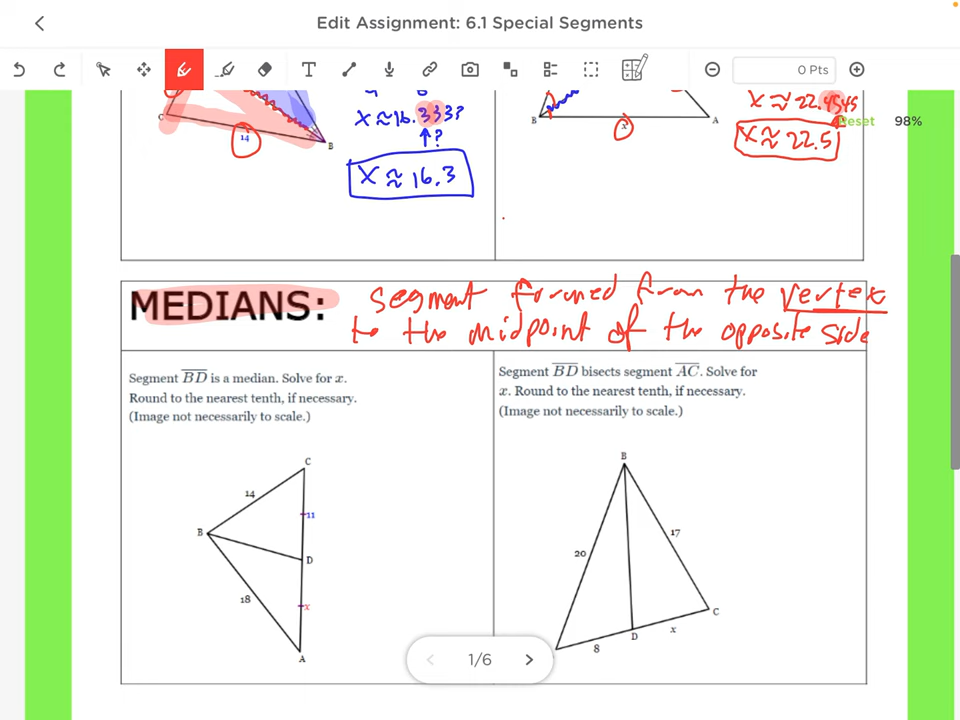 Edit Assignment: 6.1 Special Segments
T
0 Pts
Reset
98%
C
14
B
x ≈ 16.3333
↑?
x ≈ 16.3
B
x
A
x ≈ 22.4545
x ≈ 22.5
MEDIANS: segment formed from the vertex
to the midpoint of the opposite side
Segment BD is a median. Solve for x.
Round to the nearest tenth, if necessary.
(Image not necessarily to scale.)
C
14
11
B
D
18
x
A
Segment BD bisects segment AC. Solve for
x. Round to the nearest tenth, if necessary.
(Image not necessarily to scale.)
B
17
20
C
D
x
8
1/6